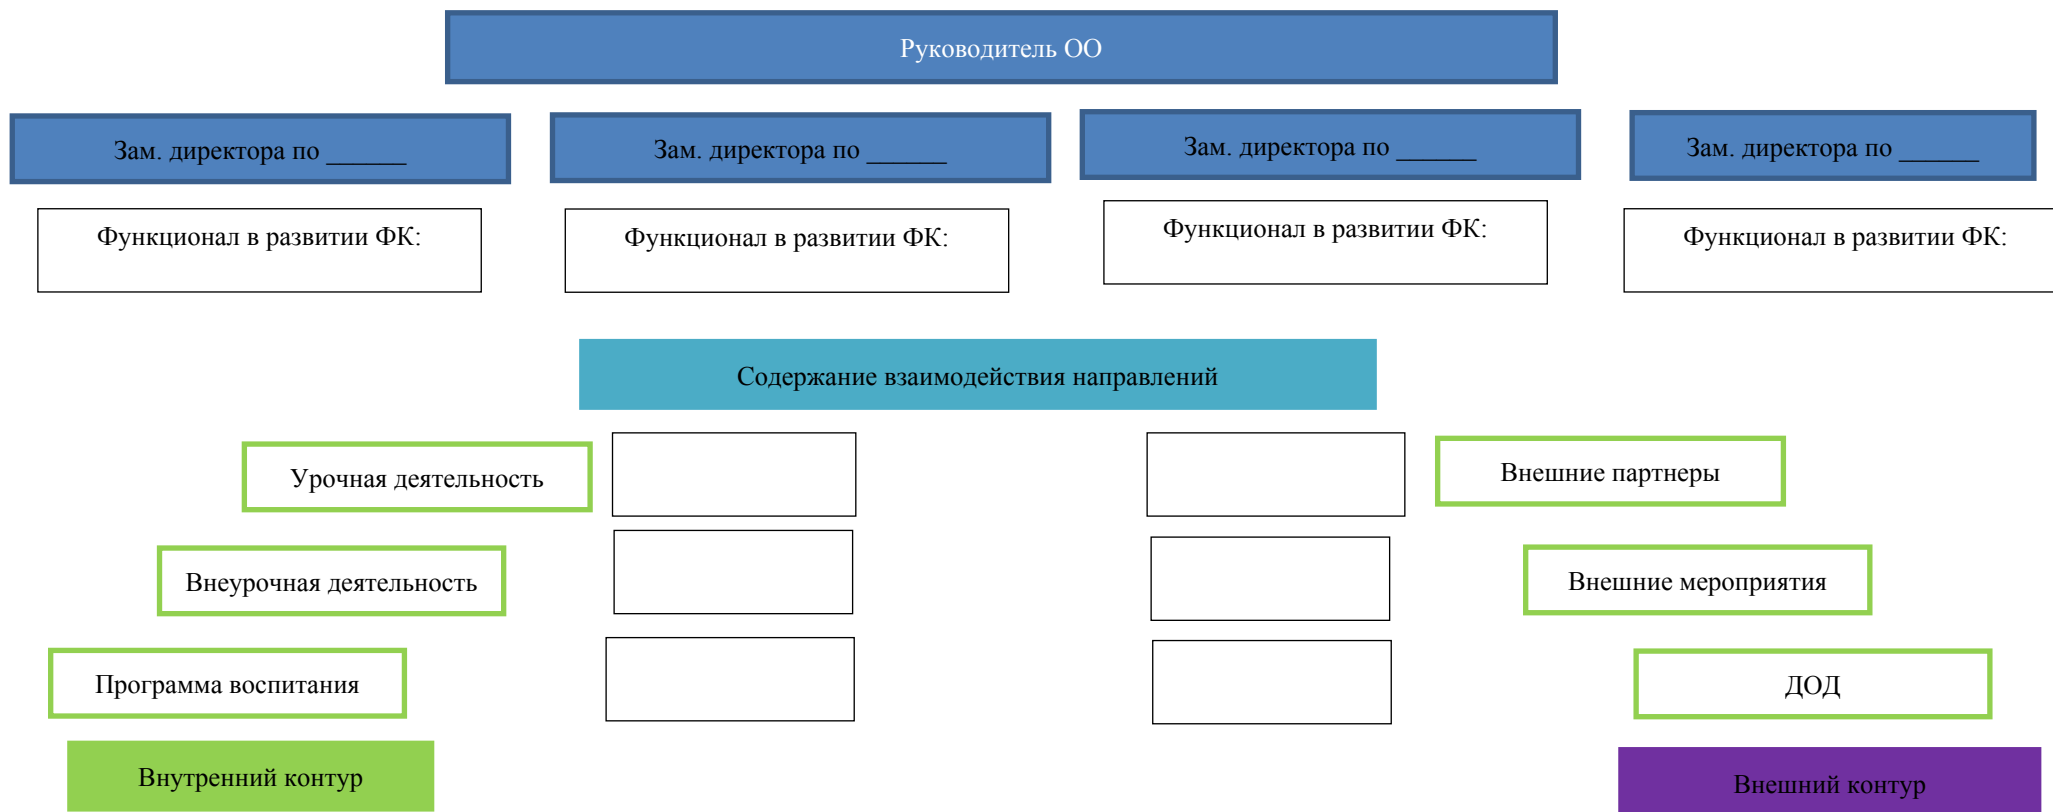 Руководитель ОО
Зам. директора по ______
Зам. директора по ______
Зам. директора по ______
Зам. директора по ______
Функционал в развитии ФК:
Функционал в развитии ФК:
Функционал в развитии ФК:
Функционал в развитии ФК:
Содержание взаимодействия направлений
Урочная деятельность
Внешние партнеры
Внеурочная деятельность
Внешние мероприятия
Программа воспитания
ДОД
Внутренний контур
Внешний контур